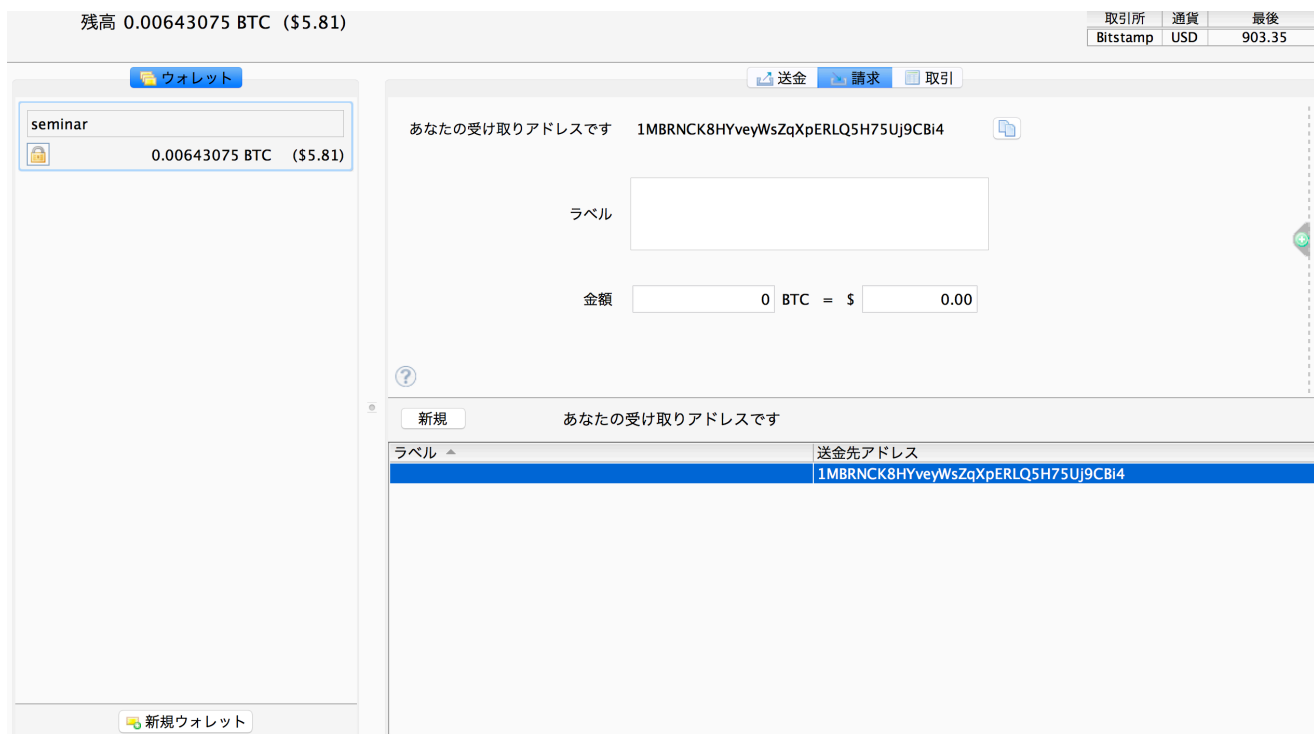 残高 0.00643075 BTC ($5.81)
取引所 通貨 最後
Bitstamp USD 903.35
ウォレット
送金 請求 取引
seminar
0.00643075 BTC ($5.81)
あなたの受け取りアドレスです 1MBRNCK8HYveyWsZqXpERLQ5H75Uj9CBi4
ラベル
金額 0 BTC = $ 0.00
?
新規 あなたの受け取りアドレスです
ラベル 送金先アドレス
1MBRNCK8HYveyWsZqXpERLQ5H75Uj9CBi4
新規ウォレット